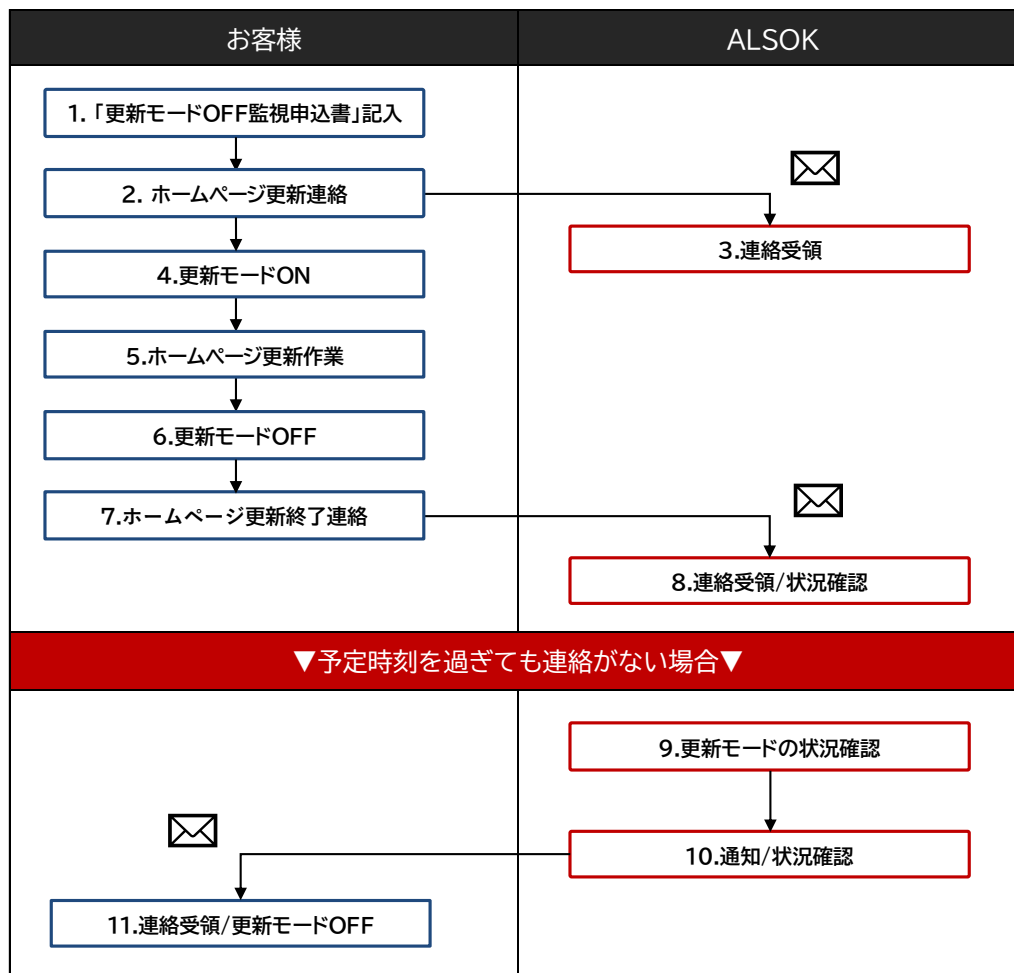 お客様
ALSOK
1.「更新モードOFF監視申込書」記入
2. ホームページ更新連絡
3.連絡受領
4.更新モードON
5.ホームページ更新作業
6.更新モードOFF
7.ホームページ更新終了連絡
8.連絡受領/状況確認
▼予定時刻を過ぎても連絡がない場合▼
9.更新モードの状況確認
10.通知/状況確認
11.連絡受領/更新モードOFF